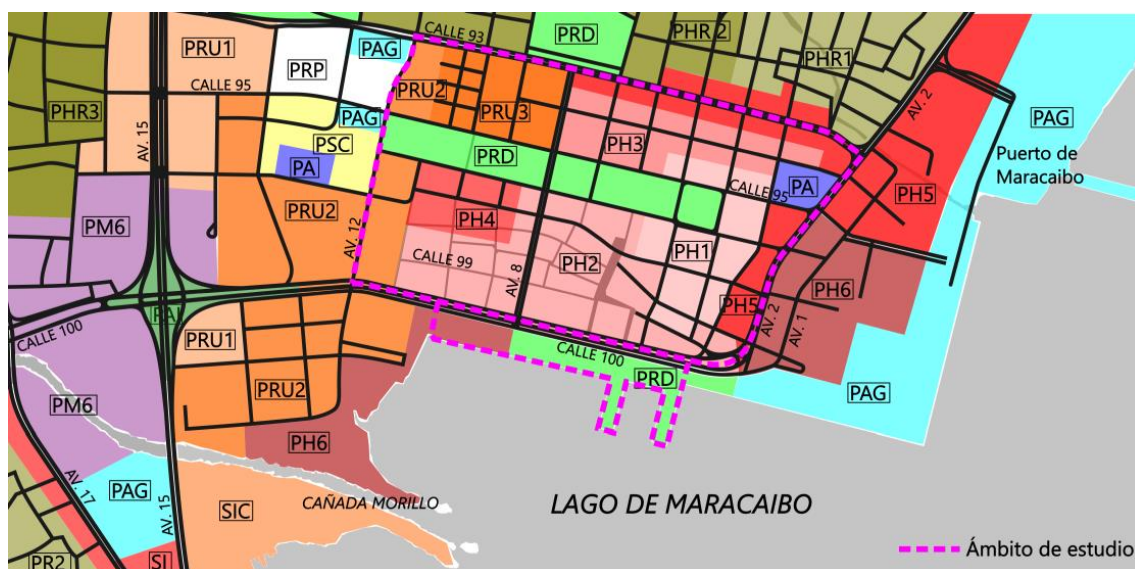 PRU1
CALLE 93
PAG
PRD
PHR 2
PRP
PHR1
CALLE 95
PRU2
PRU3
AV. 2
PAG
PHR3
AV. 15
PAG
PSC
PH3
Puerto de
Maracaibo
PA
PRD
CALLE 95
PA
PH5
PM6
PRU2
AV. 12
PH4
CALLE 99
AV. 8
PH2
PH1
PH6
PH5
AV. 2
AV. 1
CALLE 100
PRU1
CALLE 100
PRD
PAG
PM6
PRU2
PH6
AV. 17
PAG
AV. 15
SIC
CAÑADA MORILLO
LAGO DE MARACAIBO
PR2
SI
Ámbito de estudio